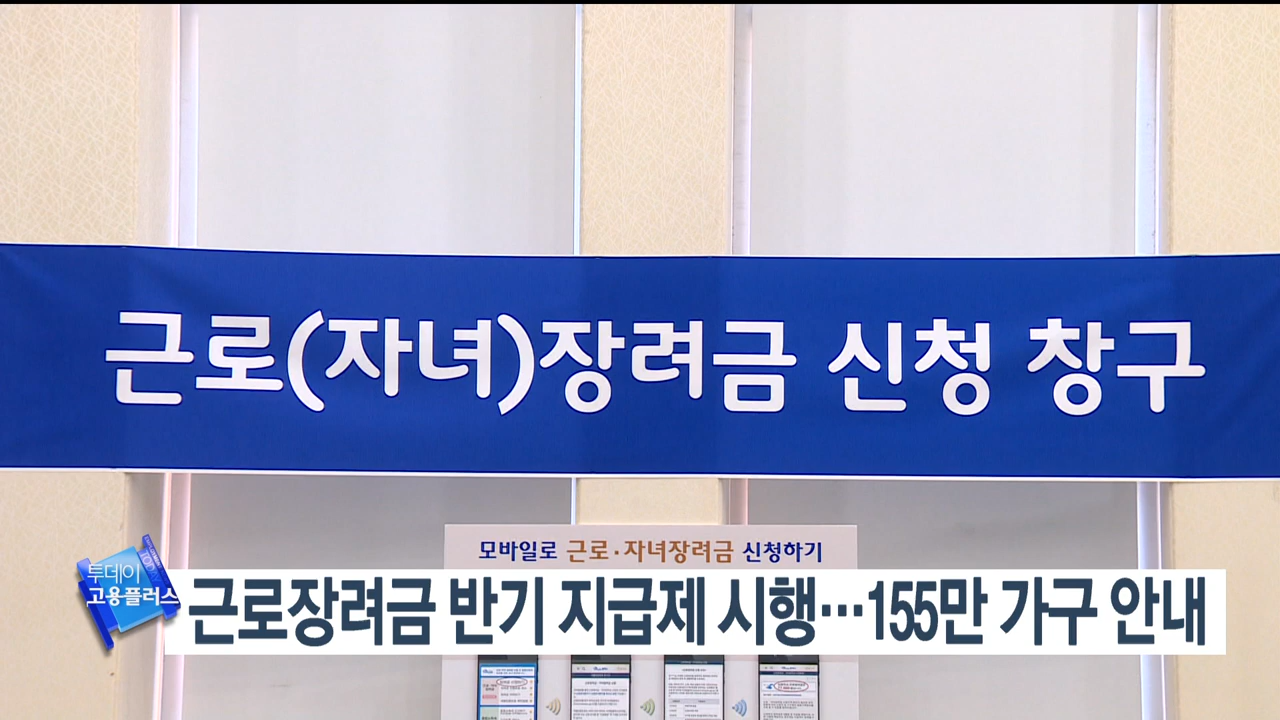 근로(자녀)장려금 신청 창구
모바일로 근로·자녀장려금 신청하기
투데이
고용플러스
근로장려금 반기 지급제 시행…155만 가구 안내